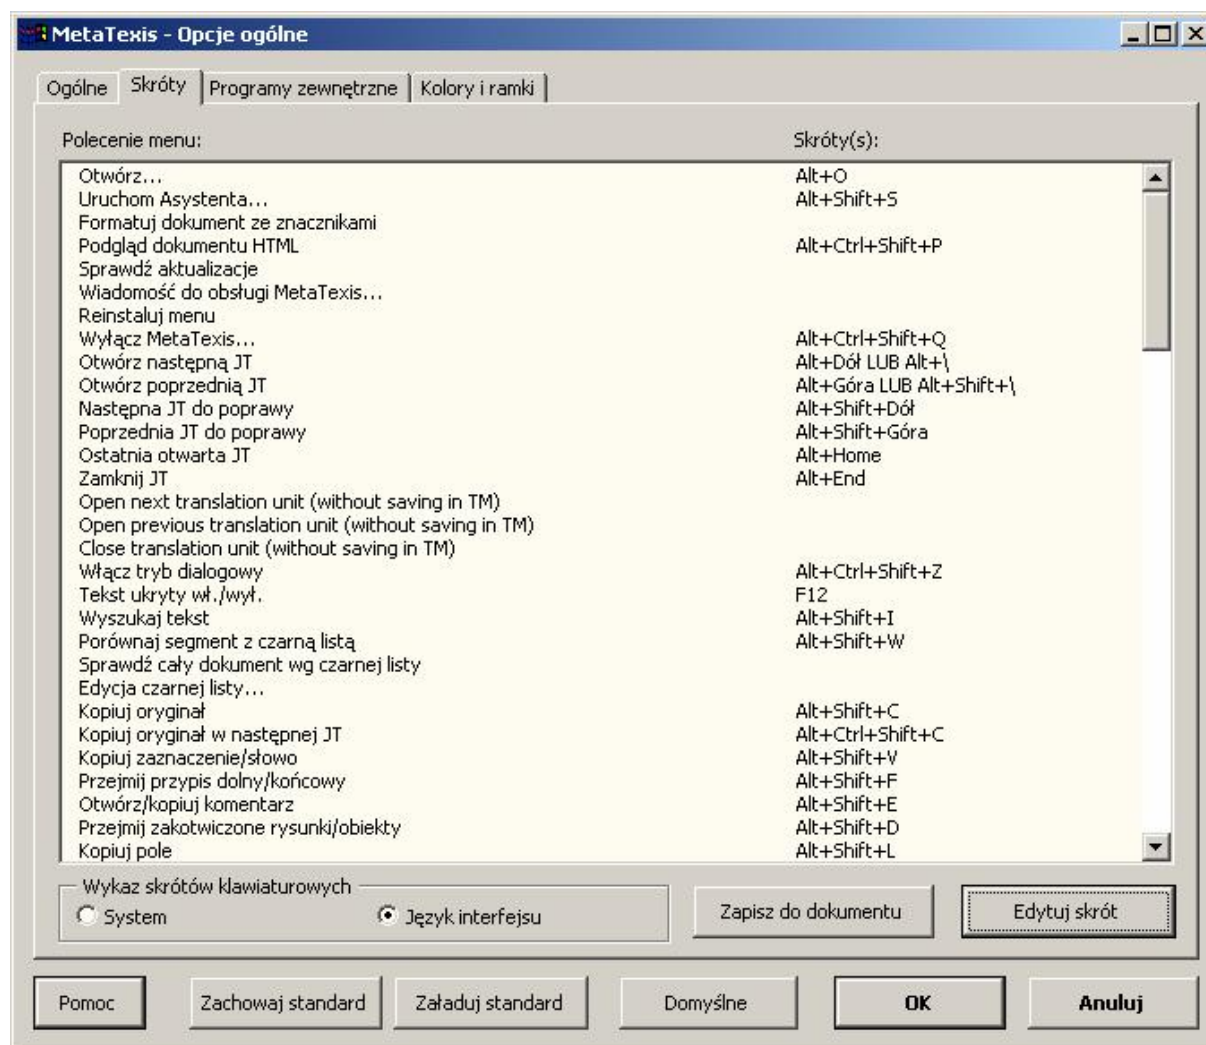 MetaTexis - Opcje ogólne
Ogólne Skróty Programy zewnętrzne Kolory i ramki
Polecenie menu: Skróty(s):
Otwórz... Alt+O
Uruchom Asystenta... Alt+Shift+S
Formatuj dokument ze znacznikami
Podgląd dokumentu HTML Alt+Ctrl+Shift+P
Sprawdź aktualizacje
Wiadomość do obsługi MetaTexis...
Reinstaluj menu
Wyłącz MetaTexis... Alt+Ctrl+Shift+Q
Otwórz następną JT Alt+Dół LUB Alt+\
Otwórz poprzednią JT Alt+Góra LUB Alt+Shift+\
Następna JT do poprawy Alt+Shift+Dół
Poprzednia JT do poprawy Alt+Shift+Góra
Ostatnia otwarta JT Alt+Home
Zamknij JT Alt+End
Open next translation unit (without saving in TM)
Open previous translation unit (without saving in TM)
Close translation unit (without saving in TM)
Włącz tryb dialogowy Alt+Ctrl+Shift+Z
Tekst ukryty wł./wył. F12
Wyszukaj tekst Alt+Shift+I
Porównaj segment z czarną listą Alt+Shift+W
Sprawdź cały dokument wg czarnej listy
Edycja czarnej listy...
Kopiuj oryginał Alt+Shift+C
Kopiuj oryginał w następnej JT Alt+Ctrl+Shift+C
Kopiuj zaznaczenie/słowo Alt+Shift+V
Przejmij przypis dolny/końcowy Alt+Shift+F
Otwórz/kopiuj komentarz Alt+Shift+E
Przejmij zakotwiczone rysunki/obiekty Alt+Shift+D
Kopiuj pole Alt+Shift+L
Wykaz skrótów klawiaturowych
System Język interfejsu Zapisz do dokumentu Edytuj skrót
Pomoc Zachowaj standard Załaduj standard Domyślne OK Anuluj